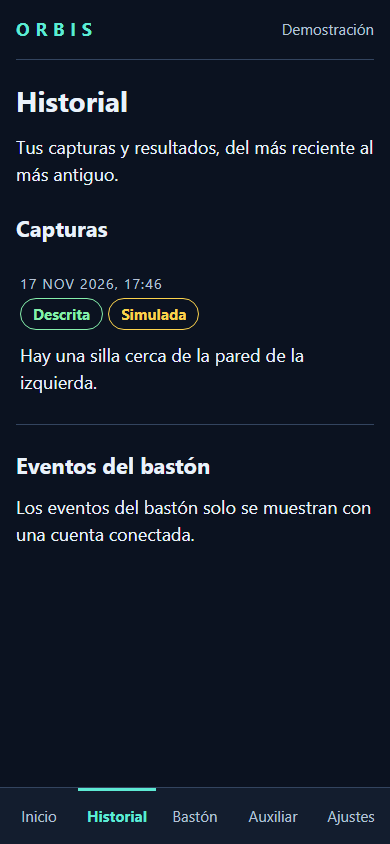 ORBIS
Demostración
Historial
Tus capturas y resultados, del más reciente al
más antiguo.
Capturas
17 NOV 2026, 17:46
Descrita
Simulada
Hay una silla cerca de la pared de la
izquierda.
Eventos del bastón
Los eventos del bastón solo se muestran con
una cuenta conectada.
Inicio
Historial
Bastón
Auxiliar
Ajustes